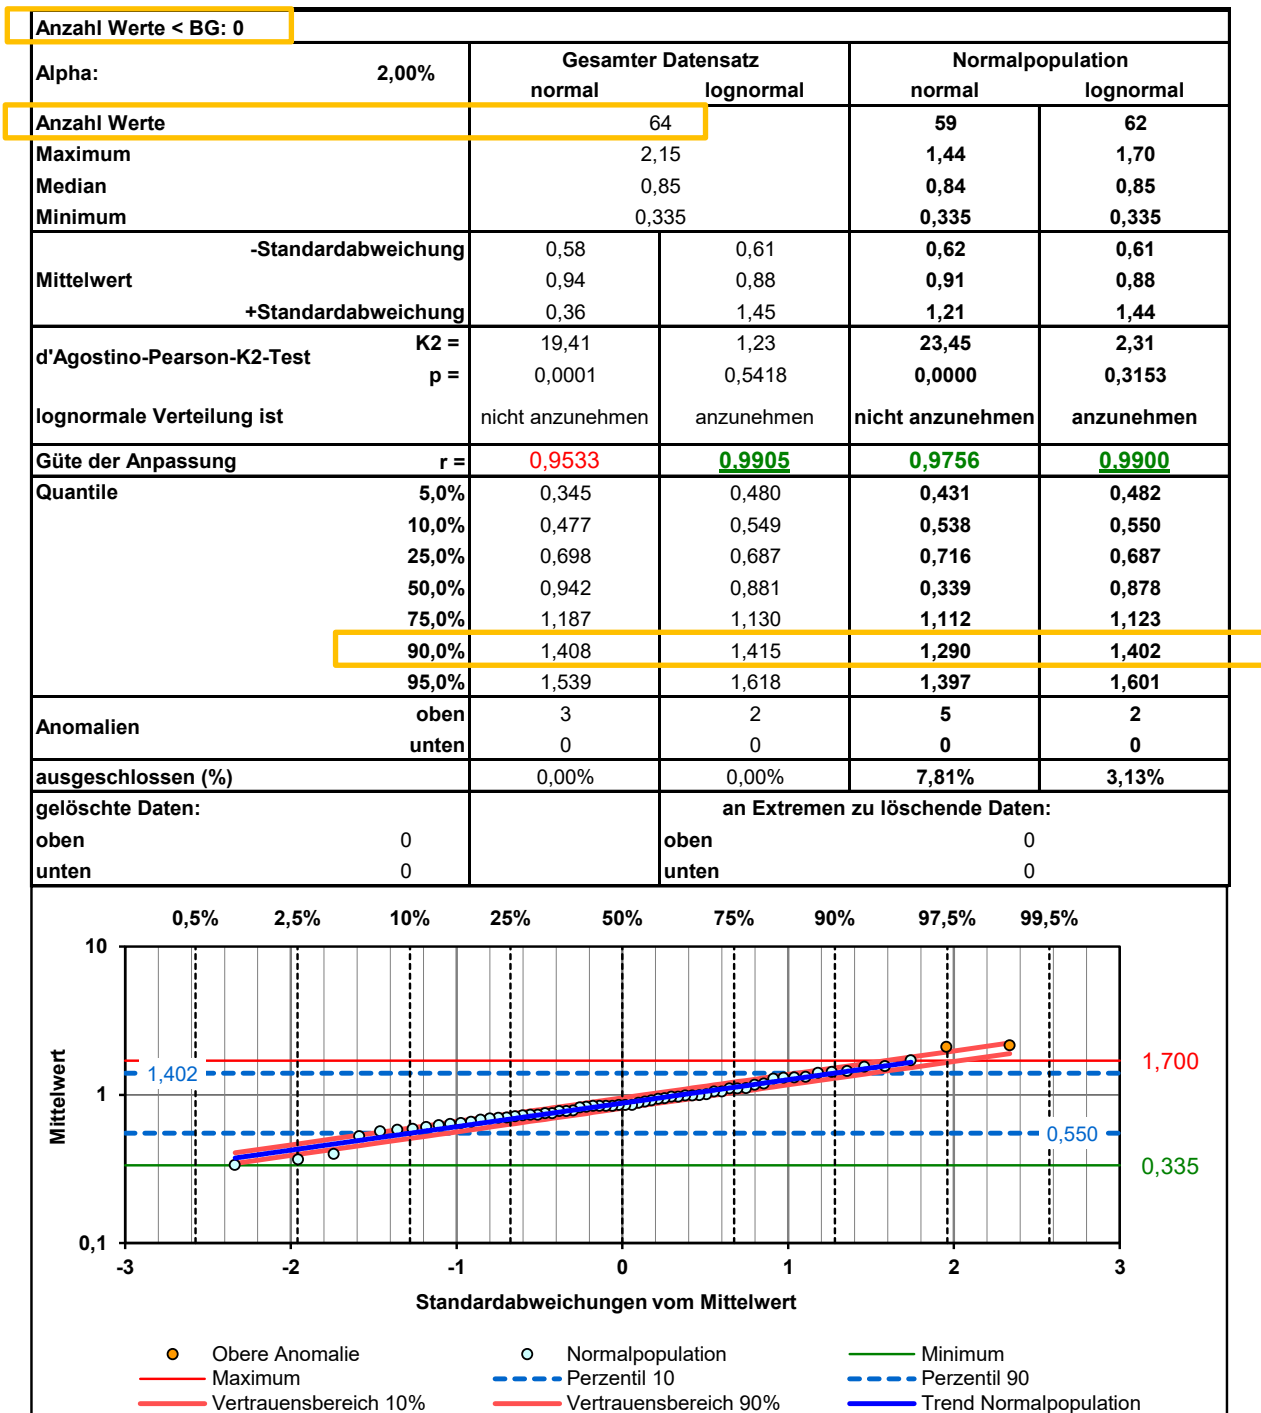 Anzahl Werte < BG: 0
Alpha: 2,00% Gesamter Datensatz Normalpopulation
normal lognormal normal lognormal
Anzahl Werte 64 59 62
Maximum 2,15 1,44 1,70
Median 0,85 0,84 0,85
Minimum 0,335 0,335 0,335
-Standardabweichung 0,58 0,61 0,62 0,61
Mittelwert 0,94 0,88 0,91 0,88
+Standardabweichung 0,36 1,45 1,21 1,44
d'Agostino-Pearson-K2-Test K2 = 19,41 1,23 23,45 2,31
p = 0,0001 0,5418 0,0000 0,3153
lognormale Verteilung ist nicht anzunehmen anzunehmen nicht anzunehmen anzunehmen
Güte der Anpassung r = 0,9533 0,9905 0,9756 0,9900
Quantile 5,0% 0,345 0,480 0,431 0,482
10,0% 0,477 0,549 0,538 0,550
25,0% 0,698 0,687 0,716 0,687
50,0% 0,942 0,881 0,339 0,878
75,0% 1,187 1,130 1,112 1,123
90,0% 1,408 1,415 1,290 1,402
95,0% 1,539 1,618 1,397 1,601
Anomalien oben 3 2 5 2
unten 0 0 0 0
ausgeschlossen (%) 0,00% 0,00% 7,81% 3,13%
gelöschte Daten: an Extremen zu löschende Daten:
oben 0 oben 0
unten 0 unten 0
0,5% 2,5% 10% 25% 50% 75% 90% 97,5% 99,5%
10
1,700
1,402
1
Mittelwert
0,550
0,335
0,1
-3 -2 -1 0 1 2 3
Standardabweichungen vom Mittelwert
Obere Anomalie Normalpopulation Minimum
Maximum Perzentil 10 Perzentil 90
Vertrauensbereich 10% Vertrauensbereich 90% Trend Normalpopulation